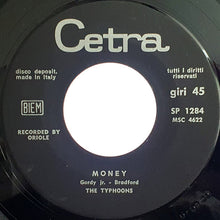 Cetra
disco deposit.
made in Italy
tutti i diritti
riservati
BIEM
giri 45
SP 1284
MSC 4622
RECORDED BY
ORIOLE
MONEY
Gordy jr. - Bradford
THE TYPHOONS